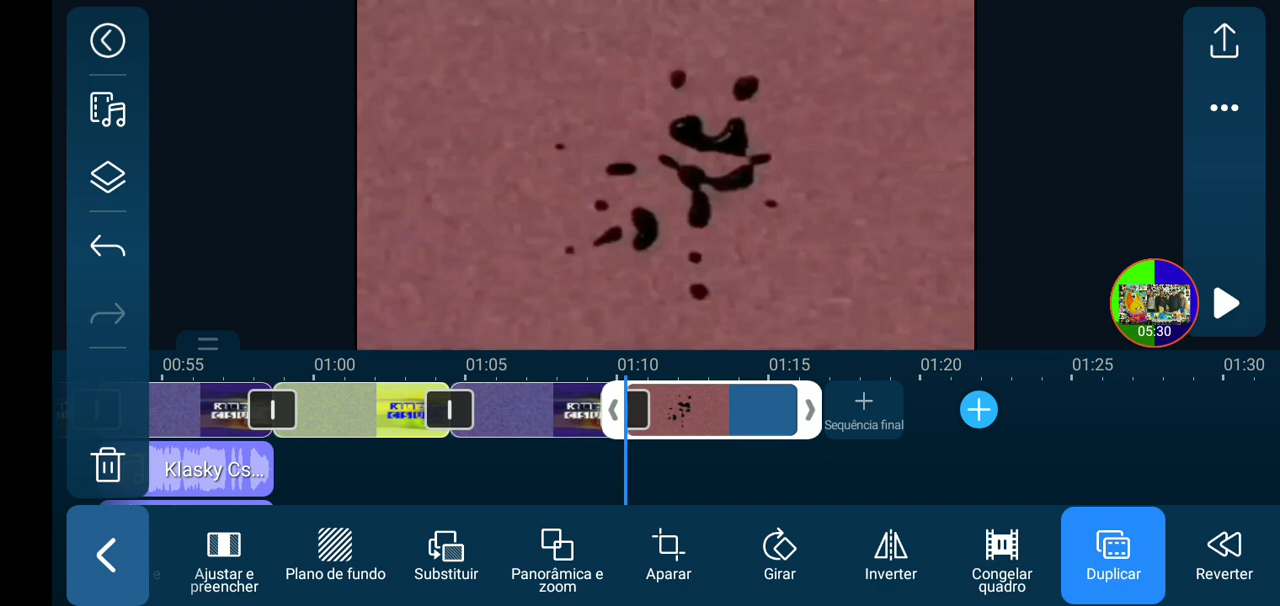 05:30
00:55
01:00
01:05
01:10
01:15
01:20
01:25
01:30
Sequência final
Klasky Cs...
Ajustar e
preencher
Plano de fundo
Substituir
Panorâmica e
zoom
Aparar
Girar
Inverter
Congelar
quadro
Duplicar
Reverter